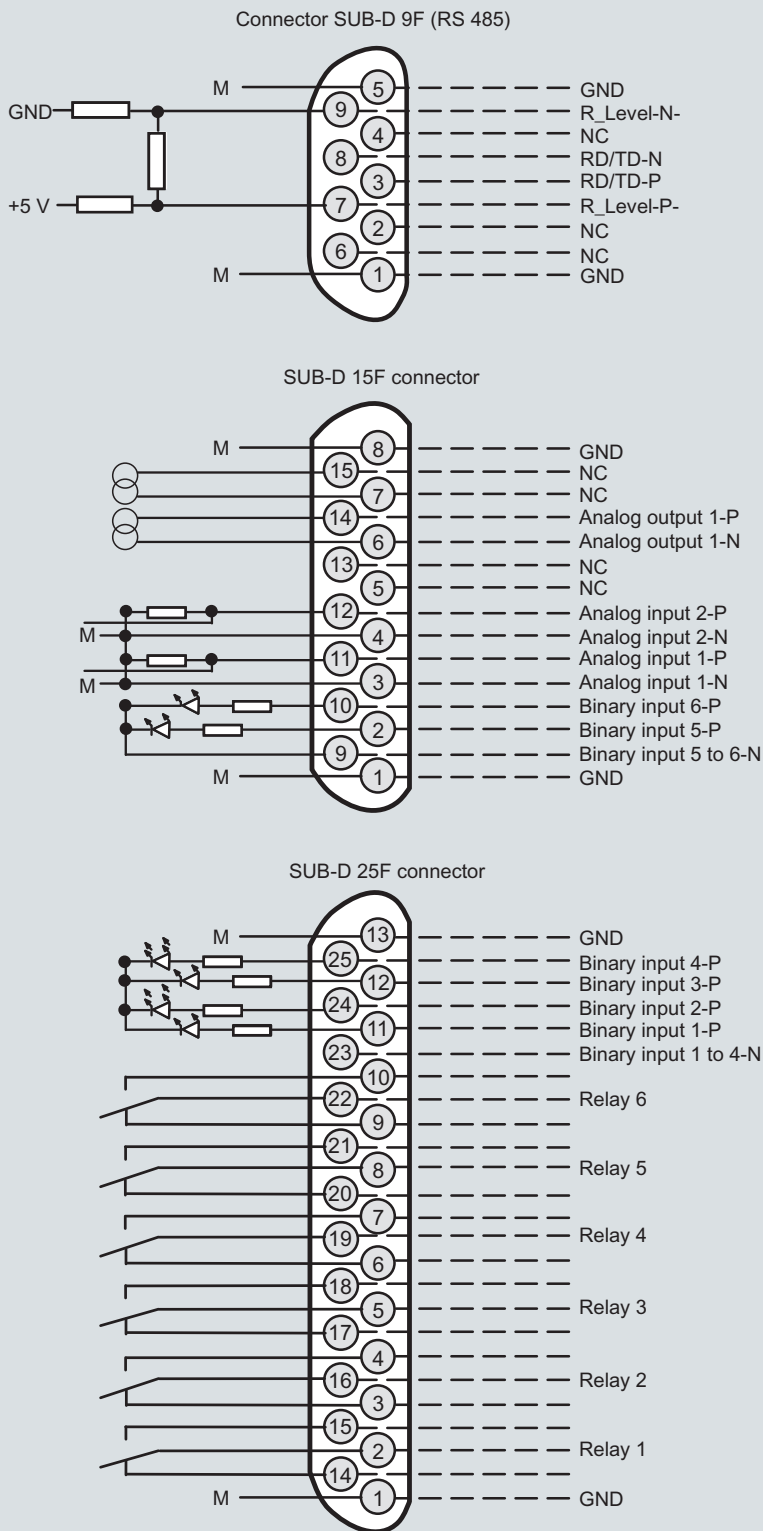 Connector SUB-D 9F (RS 485)
M 5 GND
GND 9 R_Level-N-
4 NC
8 RD/TD-N
3 RD/TD-P
+5 V 7 R_Level-P-
2 NC
6 NC
M 1 GND
SUB-D 15F connector
M 8 GND
15 NC
7 NC
14 Analog output 1-P
6 Analog output 1-N
13 NC
5 NC
12 Analog input 2-P
M 4 Analog input 2-N
11 Analog input 1-P
M 3 Analog input 1-N
10 Binary input 6-P
2 Binary input 5-P
9 Binary input 5 to 6-N
M 1 GND
SUB-D 25F connector
M 13 GND
25 Binary input 4-P
12 Binary input 3-P
24 Binary input 2-P
11 Binary input 1-P
23 Binary input 1 to 4-N
10
22 Relay 6
9
21
8 Relay 5
20
7
19 Relay 4
6
18
5 Relay 3
17
4
16 Relay 2
3
15
2 Relay 1
14
M 1 GND